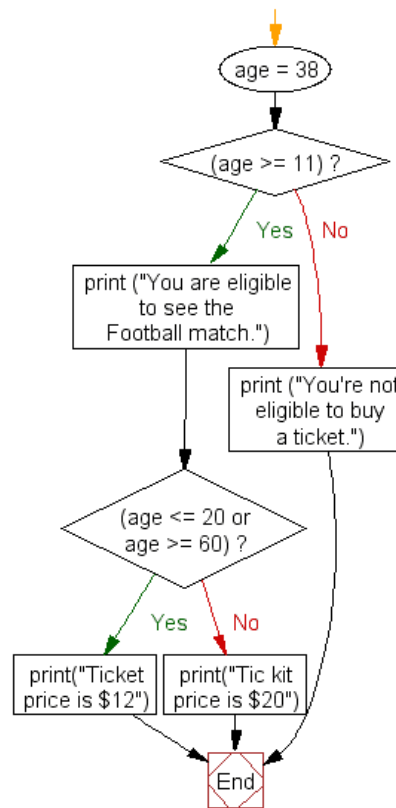 age = 38
(age >= 11) ?
Yes
No
print ("You are eligible
to see the
Football match.")
print ("You're not
eligible to buy
a ticket.")
(age <= 20 or
age >= 60) ?
Yes
No
print("Ticket
price is $12")
print("Tic kit
price is $20")
End